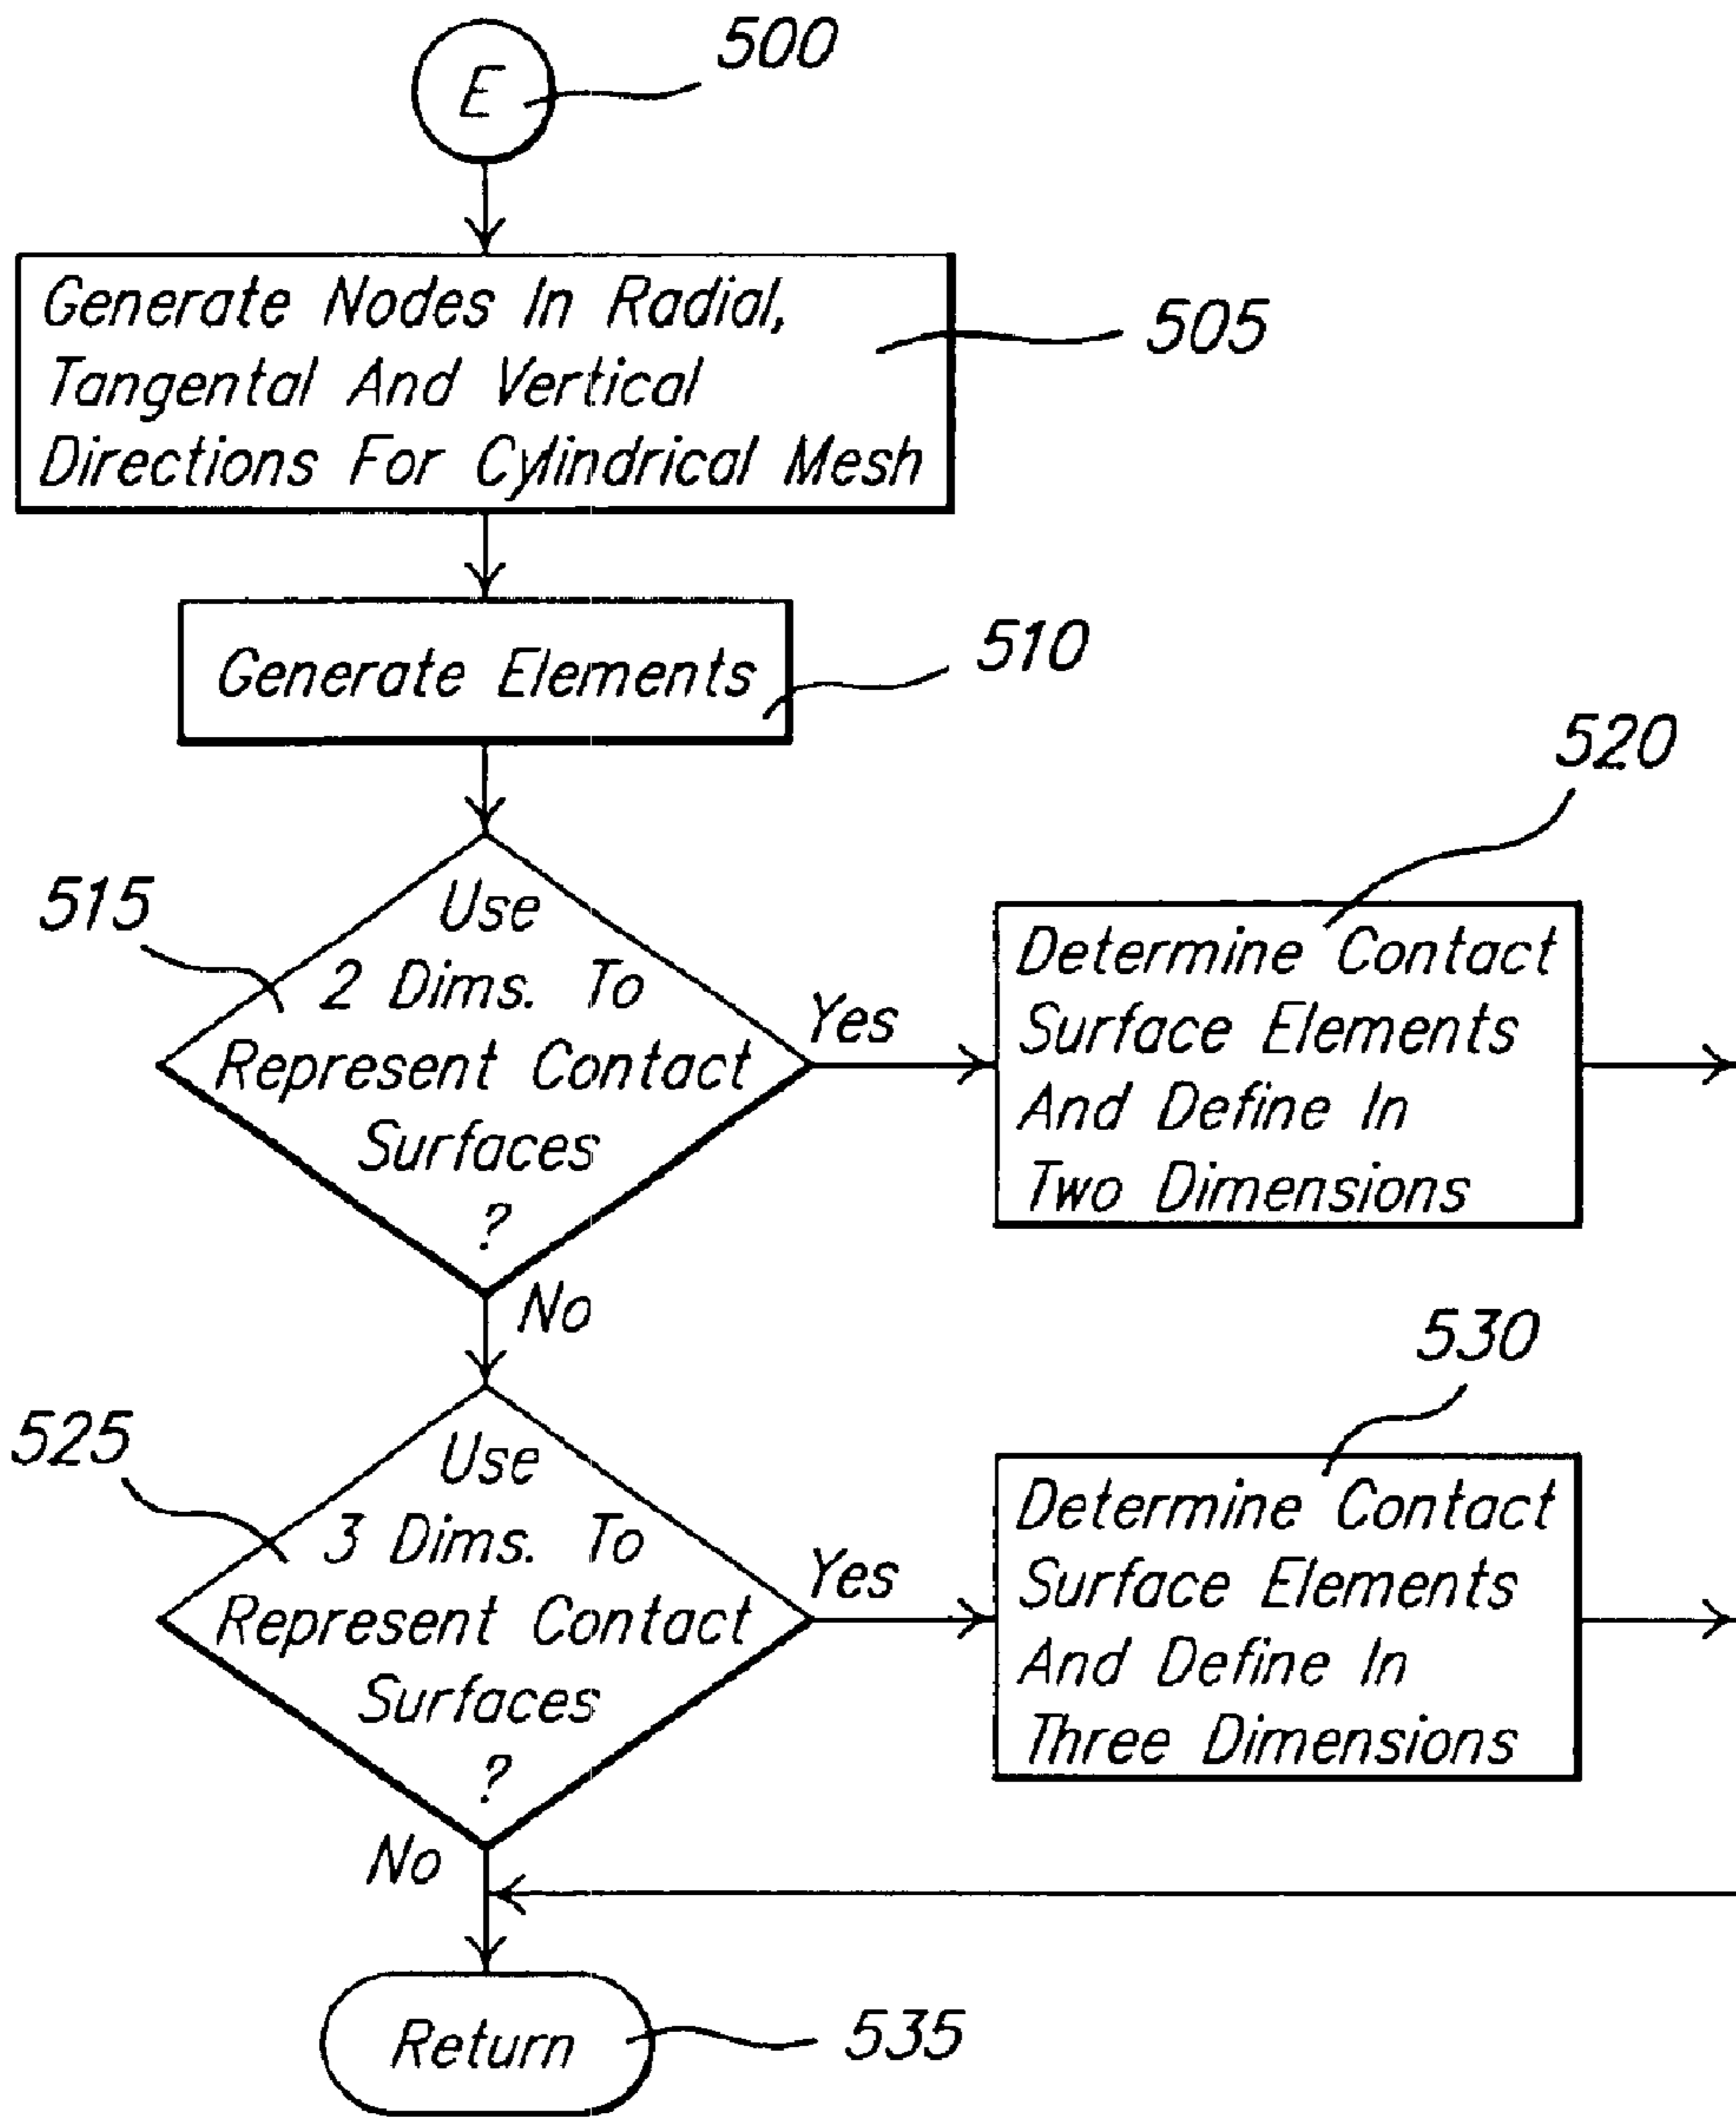 E
500
Generate Nodes In Radial,
Tangental And Vertical
Directions For Cylindrical Mesh
505
Generate Elements
510
515
Use
2 Dims. To
Represent Contact
Surfaces
?
Yes
No
520
Determine Contact
Surface Elements
And Define In
Two Dimensions
525
Use
3 Dims. To
Represent Contact
Surfaces
?
Yes
No
530
Determine Contact
Surface Elements
And Define In
Three Dimensions
Return
535